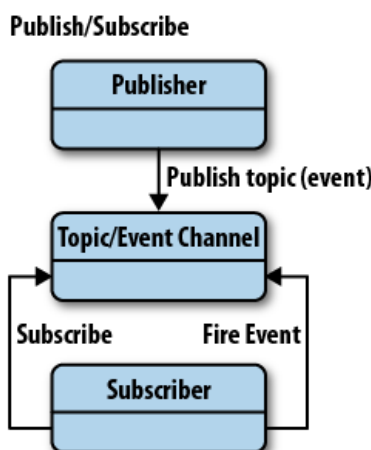 Publish/Subscribe
Publisher
Publish topic (event)
Topic/Event Channel
Subscribe
Fire Event
Subscriber